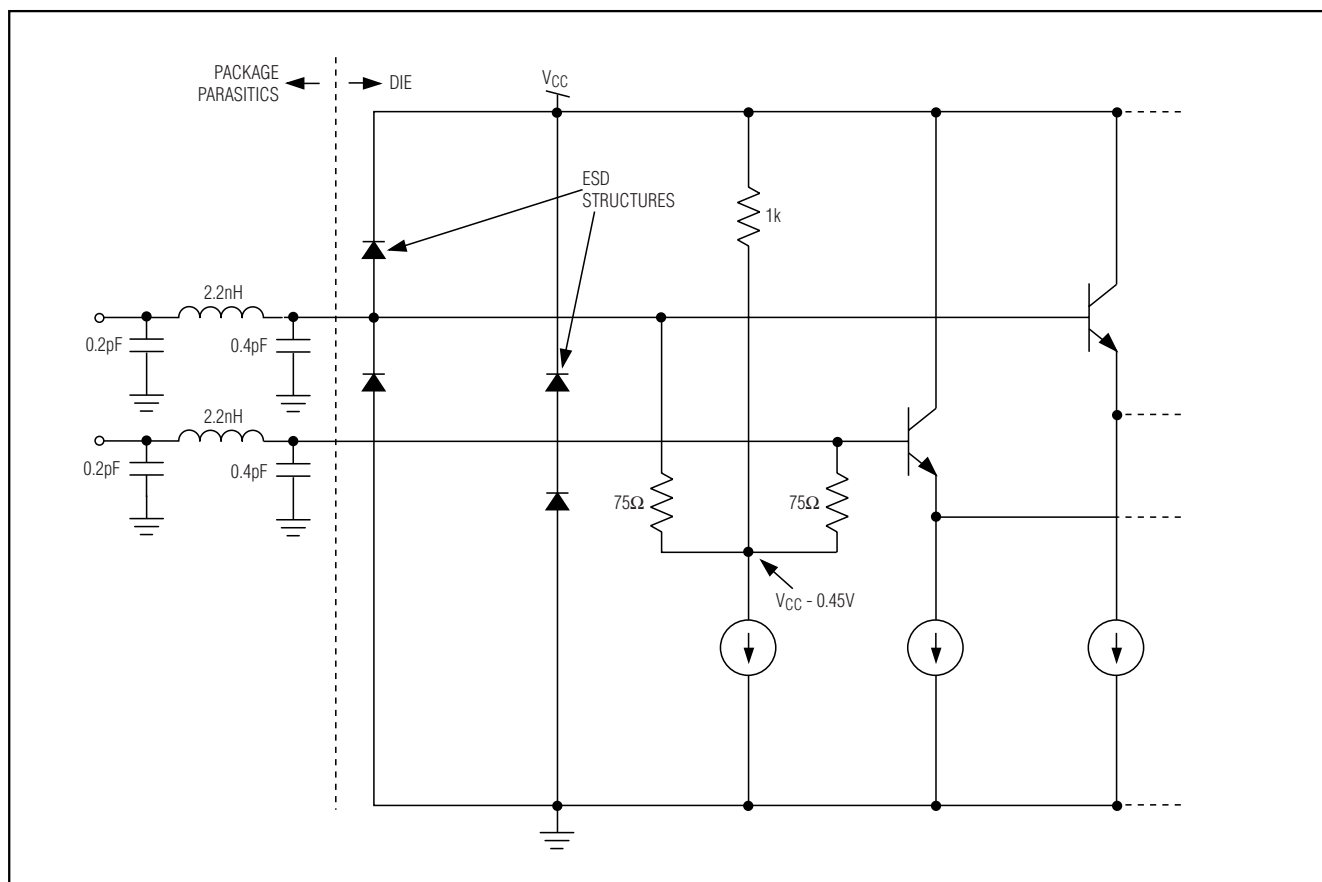 PACKAGE
PARASITICS
DIE
VCC
ESD
STRUCTURES
1k
2.2nH
0.2pF
0.4pF
2.2nH
0.2pF
0.4pF
75Ω
75Ω
VCC - 0.45V